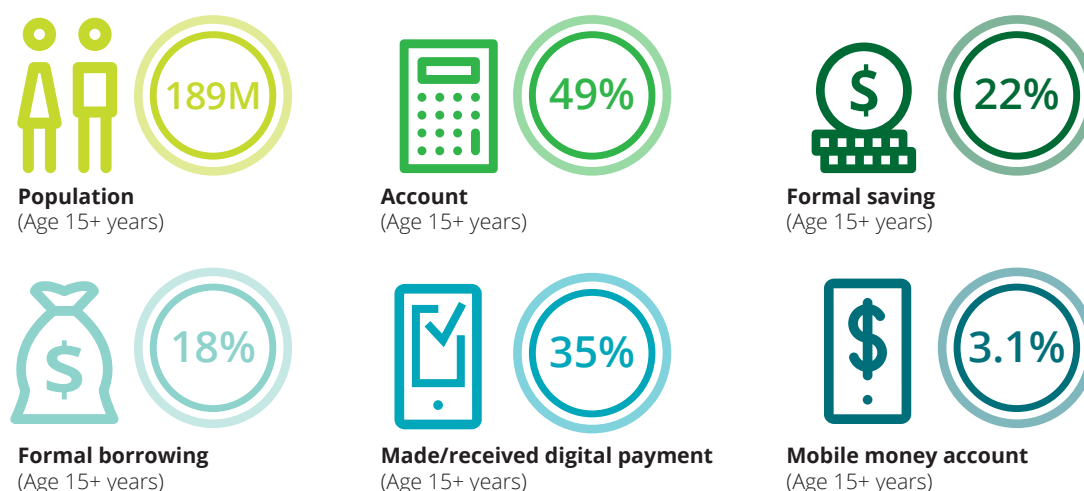 189M
Population
(Age 15+ years)
49%
Account
(Age 15+ years)
$
22%
Formal saving
(Age 15+ years)
$
18%
Formal borrowing
(Age 15+ years)
35%
Made/received digital payment
(Age 15+ years)
$
3.1%
Mobile money account
(Age 15+ years)